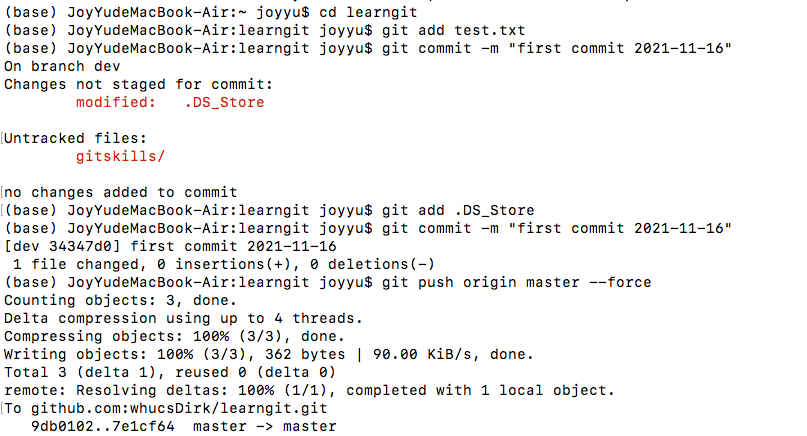 (base) JoyYudeMacBook-Air:~ joyyu$ cd learngit
(base) JoyYudeMacBook-Air:learngit joyyu$ git add test.txt
(base) JoyYudeMacBook-Air:learngit joyyu$ git commit -m "first commit 2021-11-16"
On branch dev
Changes not staged for commit:
        modified:   .DS_Store

Untracked files:
        gitskills/

no changes added to commit
(base) JoyYudeMacBook-Air:learngit joyyu$ git add .DS_Store
(base) JoyYudeMacBook-Air:learngit joyyu$ git commit -m "first commit 2021-11-16"
[dev 34347d0] first commit 2021-11-16
 1 file changed, 0 insertions(+), 0 deletions(-)
(base) JoyYudeMacBook-Air:learngit joyyu$ git push origin master --force
Counting objects: 3, done.
Delta compression using up to 4 threads.
Compressing objects: 100% (3/3), done.
Writing objects: 100% (3/3), 362 bytes | 90.00 KiB/s, done.
Total 3 (delta 1), reused 0 (delta 0)
remote: Resolving deltas: 100% (1/1), completed with 1 local object.
To github.com:whucsDirk/learngit.git
   9db0102..7e1cf64  master -> master